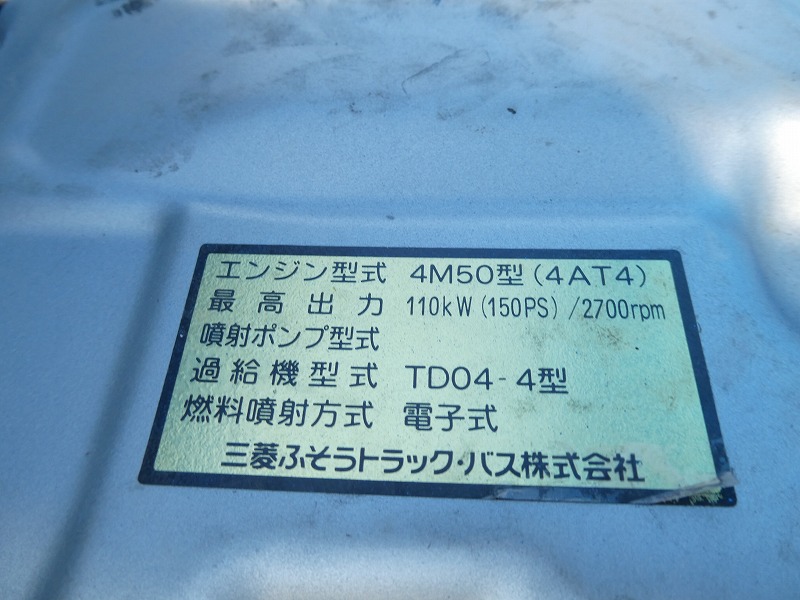 エンジン型式 4M50型(4AT4)
最高出力 110kW(150PS)/2700rpm
噴射ポンプ型式
過給機型式 TD04-4型
燃料噴射方式 電子式
三菱ふそうトラック・バス株式会社